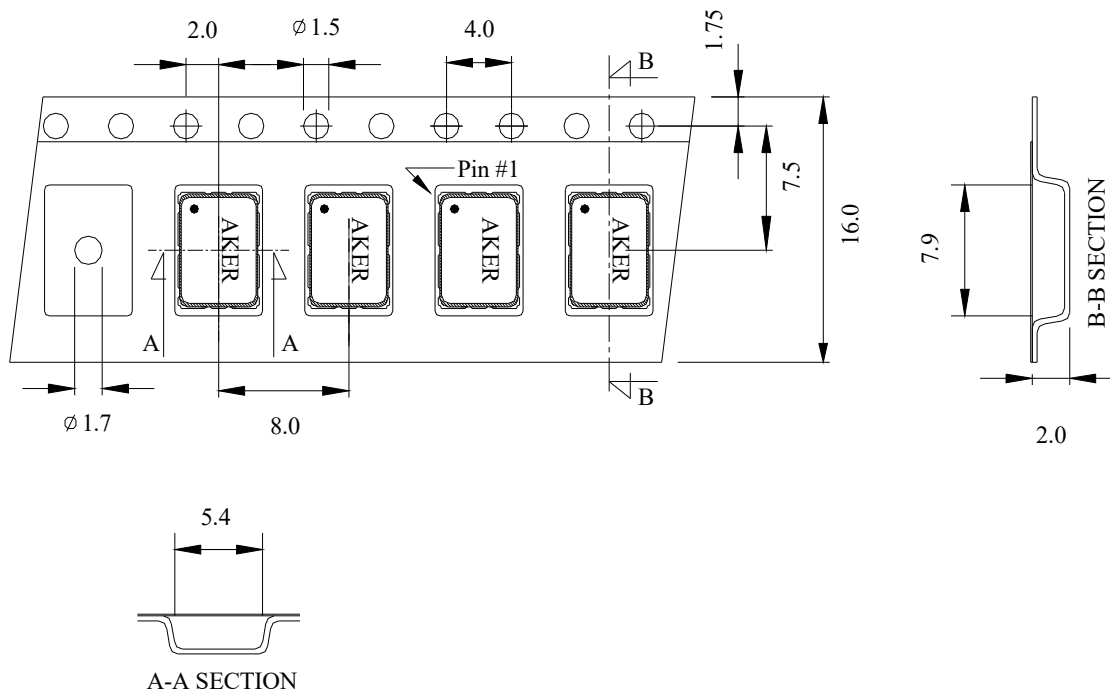 2.0
⌀1.5
4.0
1.75
B
Pin #1
7.5
16.0
AKER
AKER
AKER
AKER
A
A
B
⌀1.7
8.0
7.9
B-B SECTION
2.0
5.4
A-A SECTION